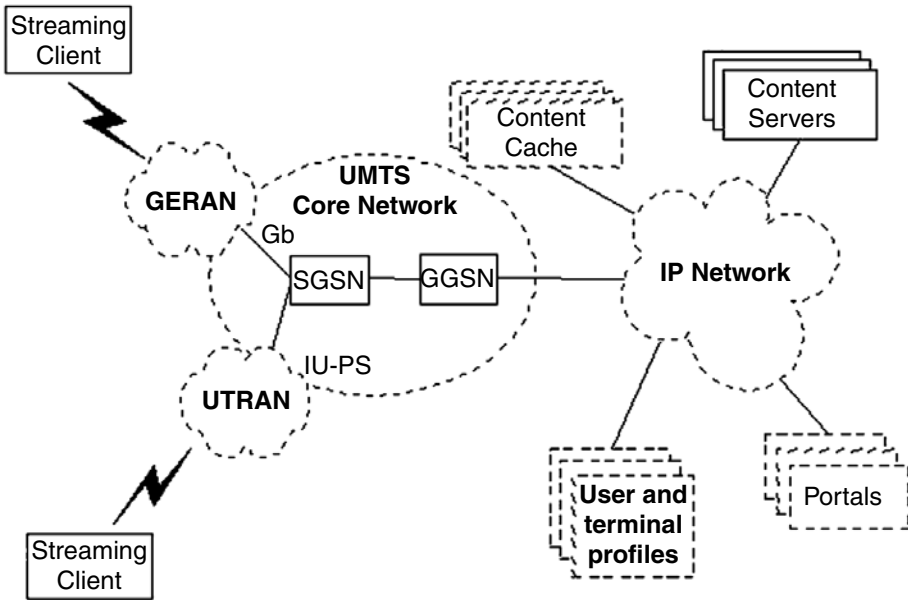 Streaming
Client
Content
Cache
Content
Servers
UMTS
Core Network
GERAN
Gb
SGSN
GGSN
IP Network
IU-PS
UTRAN
User and
terminal
profiles
Portals
Streaming
Client